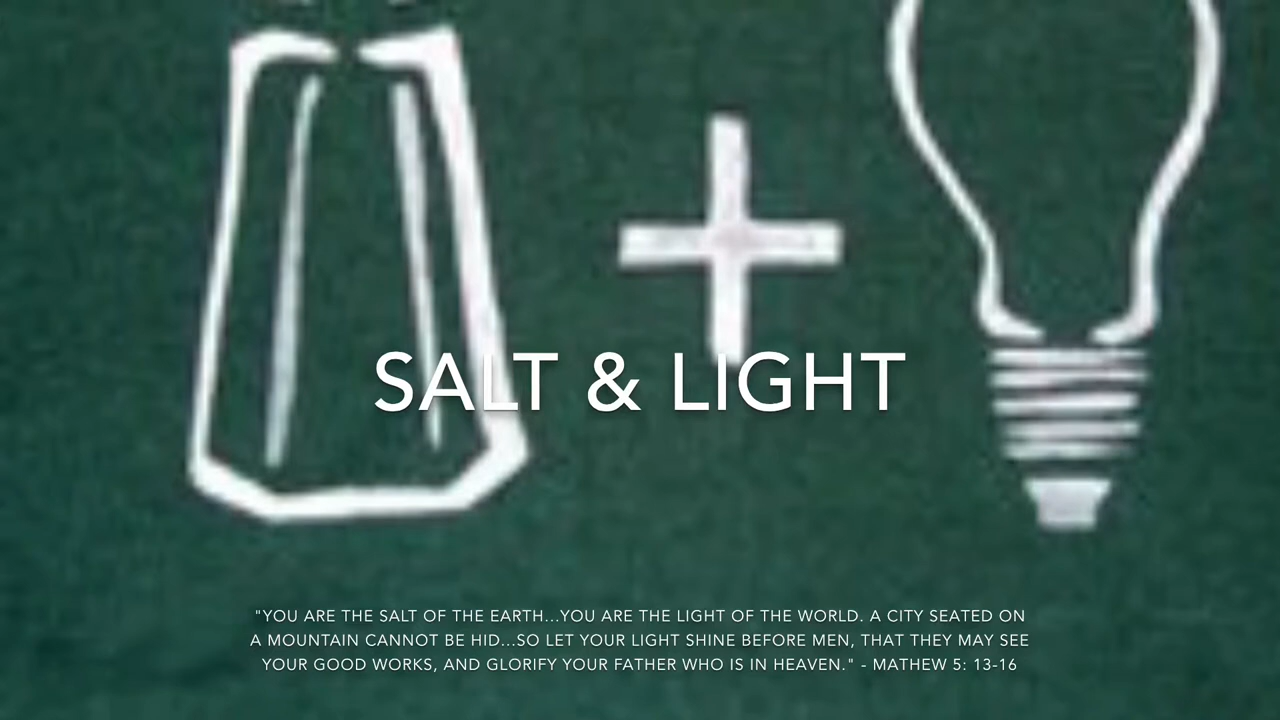 SALT & LIGHT
"YOU ARE THE SALT OF THE EARTH...YOU ARE THE LIGHT OF THE WORLD. A CITY SEATED ON
A MOUNTAIN CANNOT BE HID...SO LET YOUR LIGHT SHINE BEFORE MEN, THAT THEY MAY SEE
YOUR GOOD WORKS, AND GLORIFY YOUR FATHER WHO IS IN HEAVEN." - MATHEW 5: 13-16